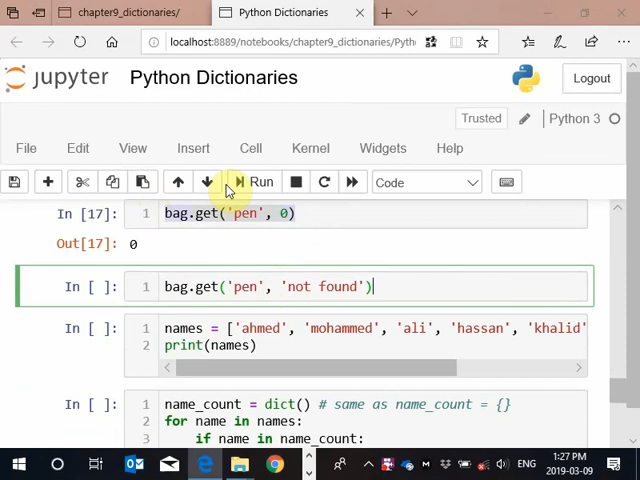 chapter9_dictionaries/
Python Dictionaries
localhost:8889/notebooks/chapter9_dictionaries/Pytho
jupyter Python Dictionaries
Logout
Trusted
Python 3
File Edit View Insert Cell Kernel Widgets Help
Run
Code
In [17]: 1 bag.get('pen', 0)
Out[17]: 0
In [ ]: 1 bag.get('pen', 'not found')
In [ ]: 1 names = ['ahmed', 'mohammed', 'ali', 'hassan', 'khalid'
2 print(names)
In [ ]: 1 name_count = dict() # same as name_count = {}
2 for name in names:
3 if name in name_count:
ENG
1:27 PM
2019-03-09